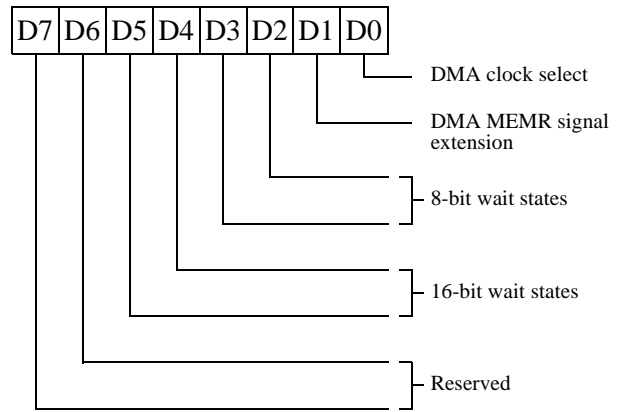 D7 D6 D5 D4 D3 D2 D1 D0
DMA clock select
DMA MEMR signal
extension
8-bit wait states
16-bit wait states
Reserved